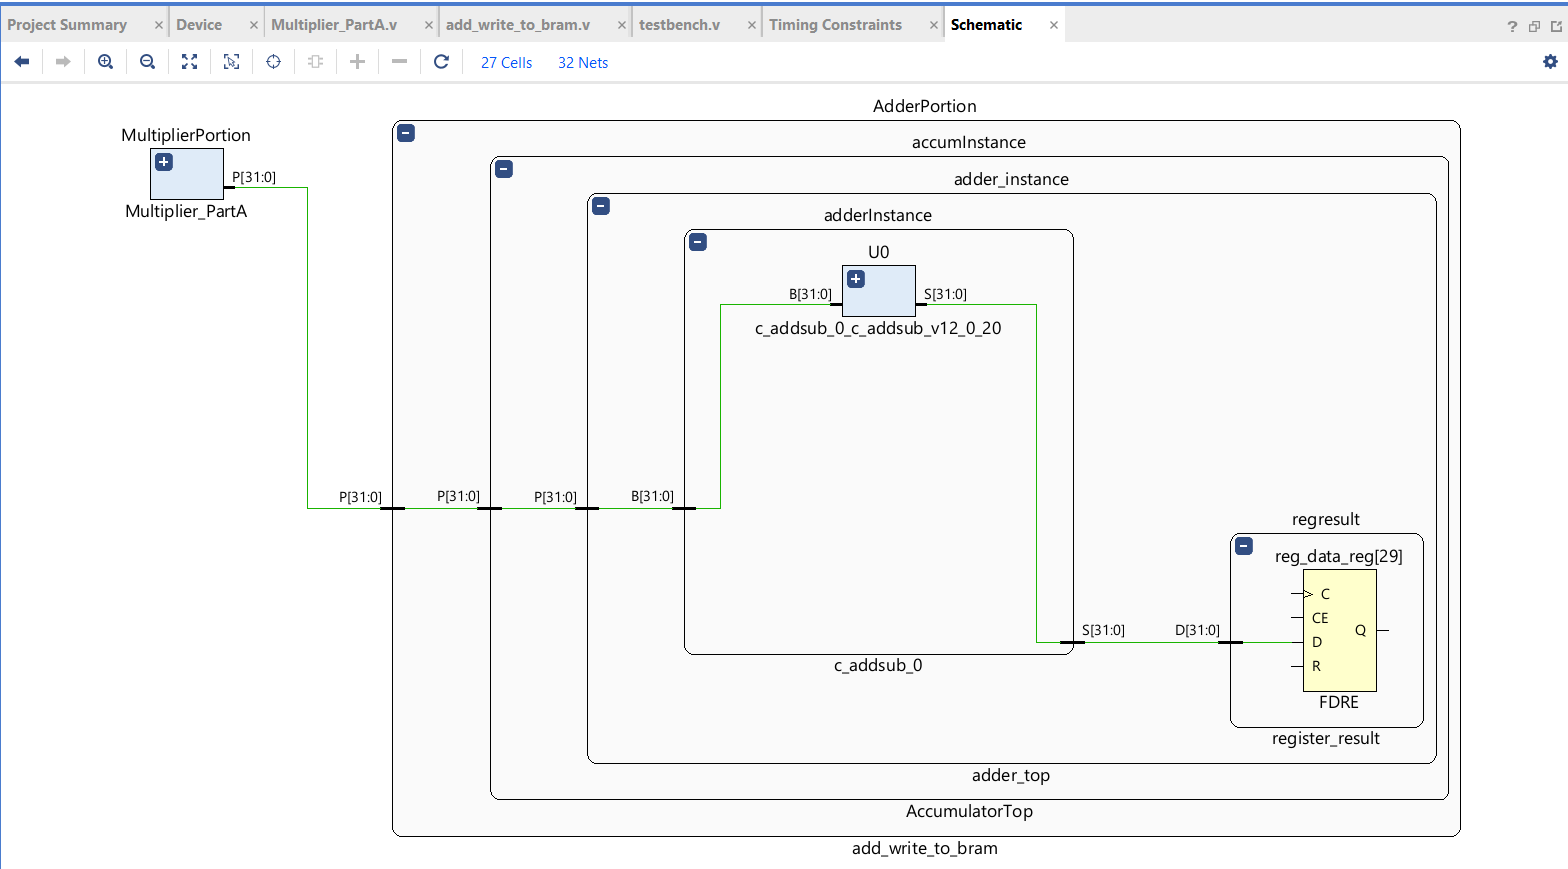 Project Summary × Device × Multiplier_PartA.v × add_write_to_bram.v × testbench.v × Timing Constraints × Schematic × ?
27 Cells 32 Nets
AdderPortion
MultiplierPortion
accumInstance
P[31:0]
adder_instance
Multiplier_PartA
adderInstance
U0
B[31:0] S[31:0]
c_addsub_0_c_addsub_v12_0_20
P[31:0] P[31:0] P[31:0] B[31:0]
regresult
reg_data_reg[29]
C
CE
S[31:0] D[31:0] Q
D
c_addsub_0 R
FDRE
register_result
adder_top
AccumulatorTop
add_write_to_bram